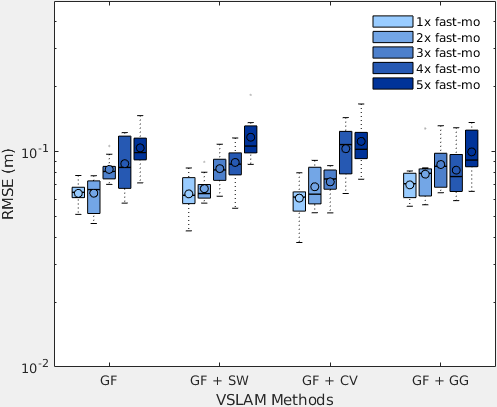 1x fast-mo
2x fast-mo
3x fast-mo
4x fast-mo
5x fast-mo
10⁻¹
10⁻²
RMSE (m)
GF
GF + SW
GF + CV
GF + GG
VSLAM Methods